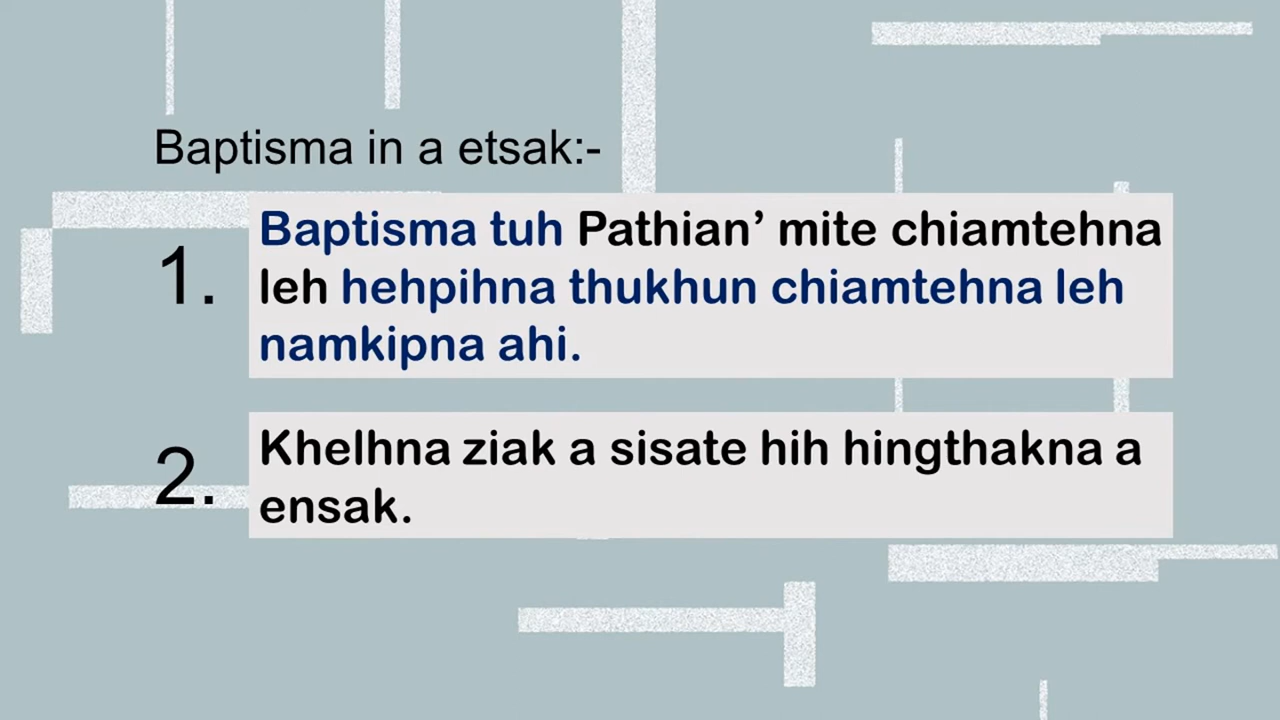 Baptisma in a etsak:-
1. Baptisma tuh Pathian’ mite chiamtehna
leh hehpihna thukhun chiamtehna leh
namkipna ahi.
2. Khelhna ziak a sisate hih hingthakna a
ensak.